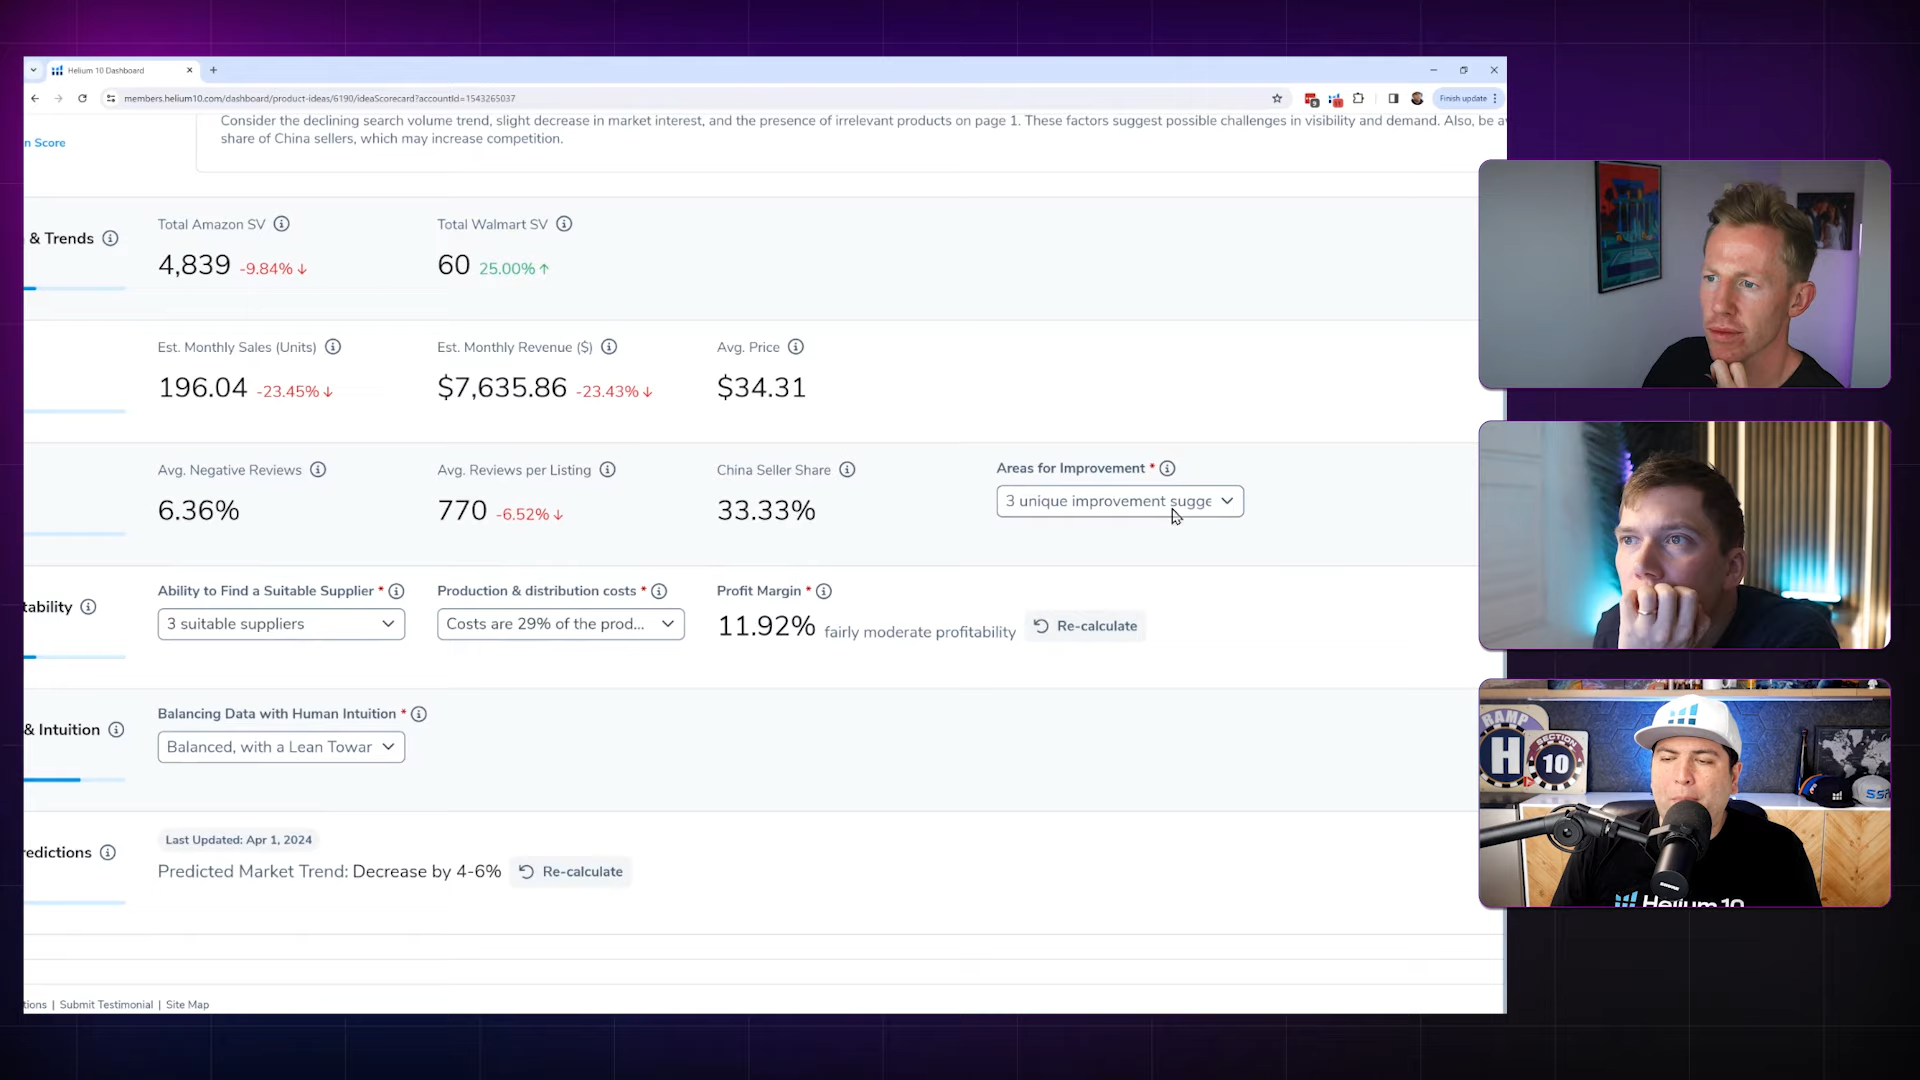 Helium 10 Dashboard
members.helium10.com/dashboard/product-ideas/6190/ideaScorecard?accountId=1543265037
Finish update
Consider the declining search volume trend, slight decrease in market interest, and the presence of irrelevant products on page 1. These factors suggest possible challenges in visibility and demand. Also, be av
share of China sellers, which may increase competition.
n Score
& Trends
Total Amazon SV
Total Walmart SV
4,839 -9.84%↓
60 25.00%↑
Est. Monthly Sales (Units)
Est. Monthly Revenue ($)
Avg. Price
196.04 -23.45%↓
$7,635.86 -23.43%↓
$34.31
Avg. Negative Reviews
Avg. Reviews per Listing
China Seller Share
Areas for Improvement *
6.36%
770 -6.52%↓
33.33%
3 unique improvement sugge
tability
Ability to Find a Suitable Supplier *
Production & distribution costs *
Profit Margin *
3 suitable suppliers
Costs are 29% of the prod...
11.92% fairly moderate profitability
Re-calculate
& Intuition
Balancing Data with Human Intuition *
Balanced, with a Lean Towar
redictions
Last Updated: Apr 1, 2024
Predicted Market Trend: Decrease by 4-6%
Re-calculate
tions | Submit Testimonial | Site Map
RAMP
H
SECTION
10
Helium 10